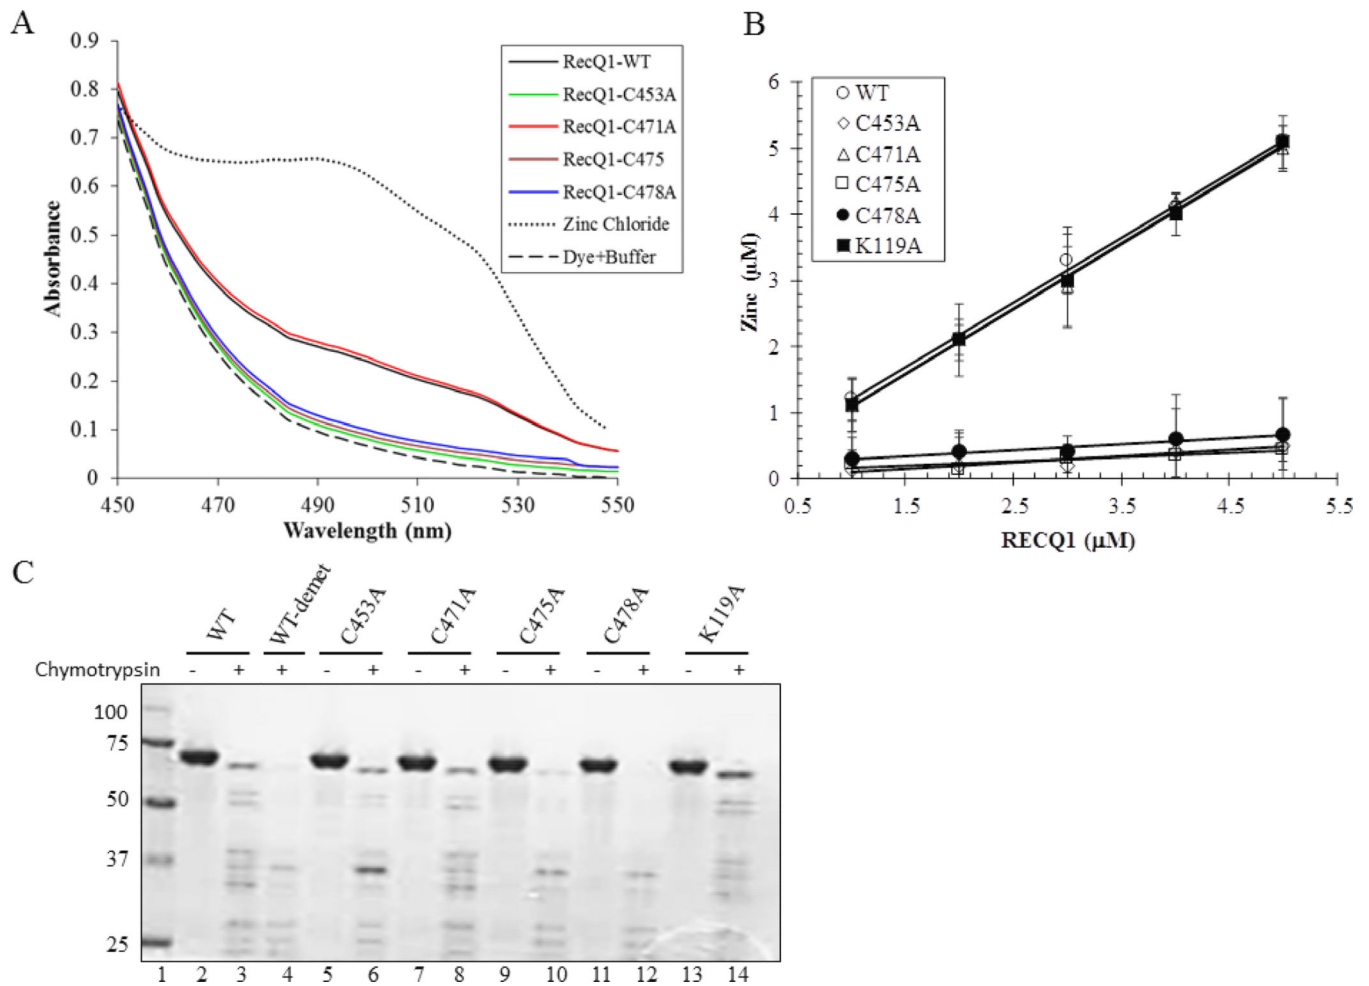 A
0.9
0.8
0.7
0.6
0.5
0.4
0.3
0.2
0.1
0
Absorbance
450 470 490 510 530 550
Wavelength (nm)
RecQ1-WT
RecQ1-C453A
RecQ1-C471A
RecQ1-C475
RecQ1-C478A
Zinc Chloride
Dye+Buffer
B
6
5
4
3
2
1
0
Zinc (μM)
0.5 1.5 2.5 3.5 4.5 5.5
RECQ1 (μM)
WT
C453A
C471A
C475A
C478A
K119A
C
WT WT-demet C453A C471A C475A C478A K119A
Chymotrypsin - + + - + - + - + - + - +
100
75
50
37
25
1 2 3 4 5 6 7 8 9 10 11 12 13 14